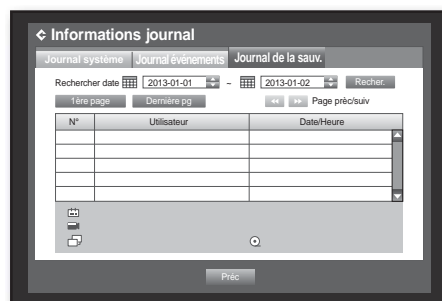 Informations journal
Journal système Journal événements Journal de la sauv.
Rechercher date 2013-01-01 ~ 2013-01-02 Recher.
1ère page Dernière pg Page préc/suiv
N° Utilisateur Date/Heure
Préc